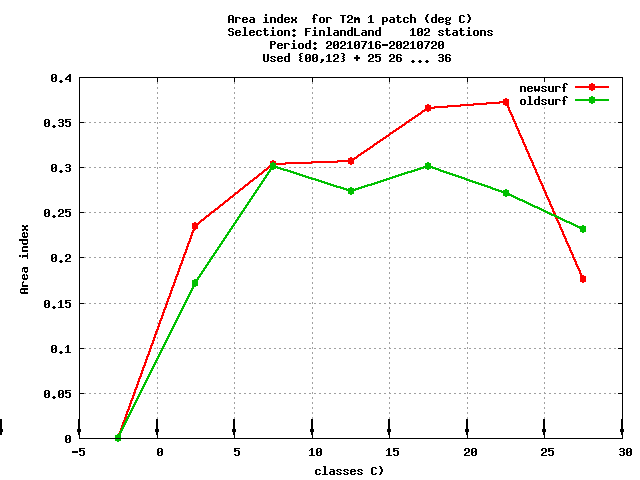 Area index  for T2m 1 patch (deg C)
Selection: FinlandLand    102 stations
Period: 20210716-20210720
Used {00,12} + 25 26 ... 36
newsurf
oldsurf
0.4
0.35
0.3
0.25
0.2
0.15
0.1
0.05
0
Area index
-5 0 5 10 15 20 25 30
classes C)